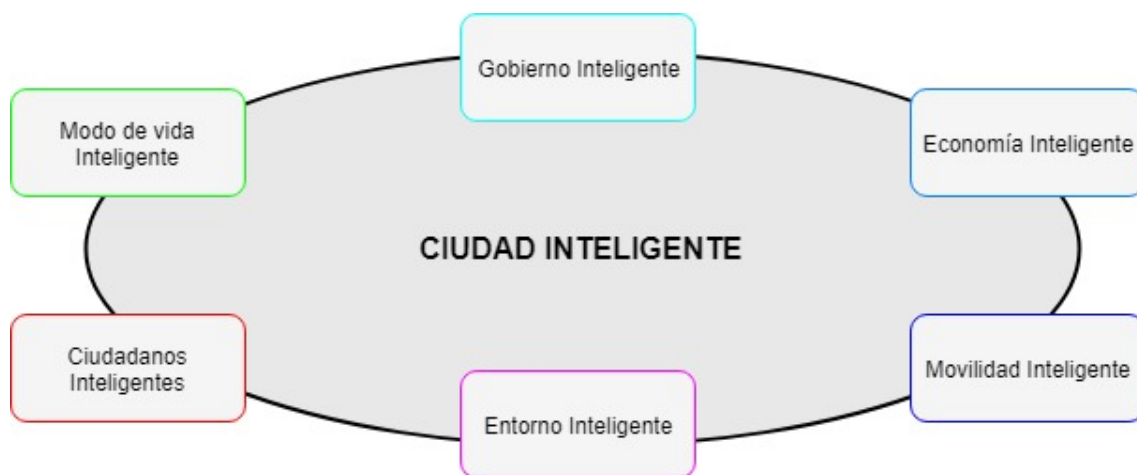 Gobierno Inteligente
Modo de vida
Inteligente
Economía Inteligente
CIUDAD INTELIGENTE
Ciudadanos
Inteligentes
Movilidad Inteligente
Entorno Inteligente